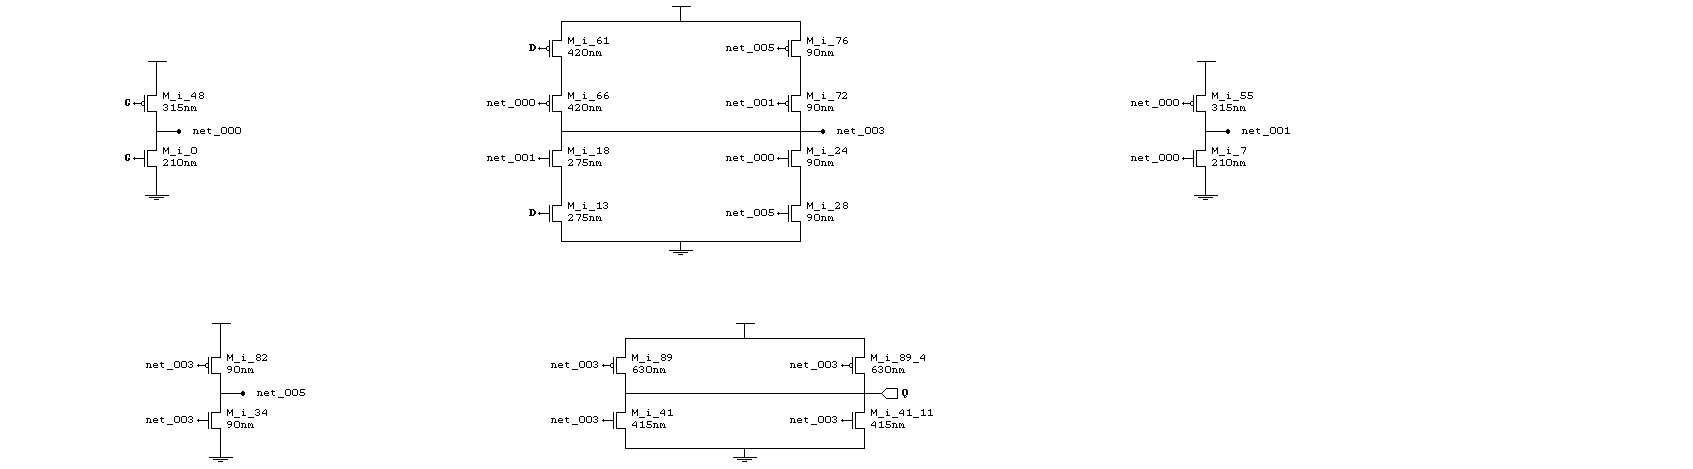 G
M_i_48
315nm
net_000
G
M_i_0
210nm
D
M_i_61
420nm
net_005
M_i_76
90nm
net_000
M_i_66
420nm
net_001
M_i_72
90nm
net_003
net_001
M_i_18
275nm
net_000
M_i_24
90nm
D
M_i_13
275nm
net_005
M_i_28
90nm
net_000
M_i_55
315nm
net_001
net_000
M_i_7
210nm
net_003
M_i_82
90nm
net_005
net_003
M_i_34
90nm
net_003
M_i_89
630nm
net_003
M_i_89_4
630nm
Q
net_003
M_i_41
415nm
net_003
M_i_41_11
415nm